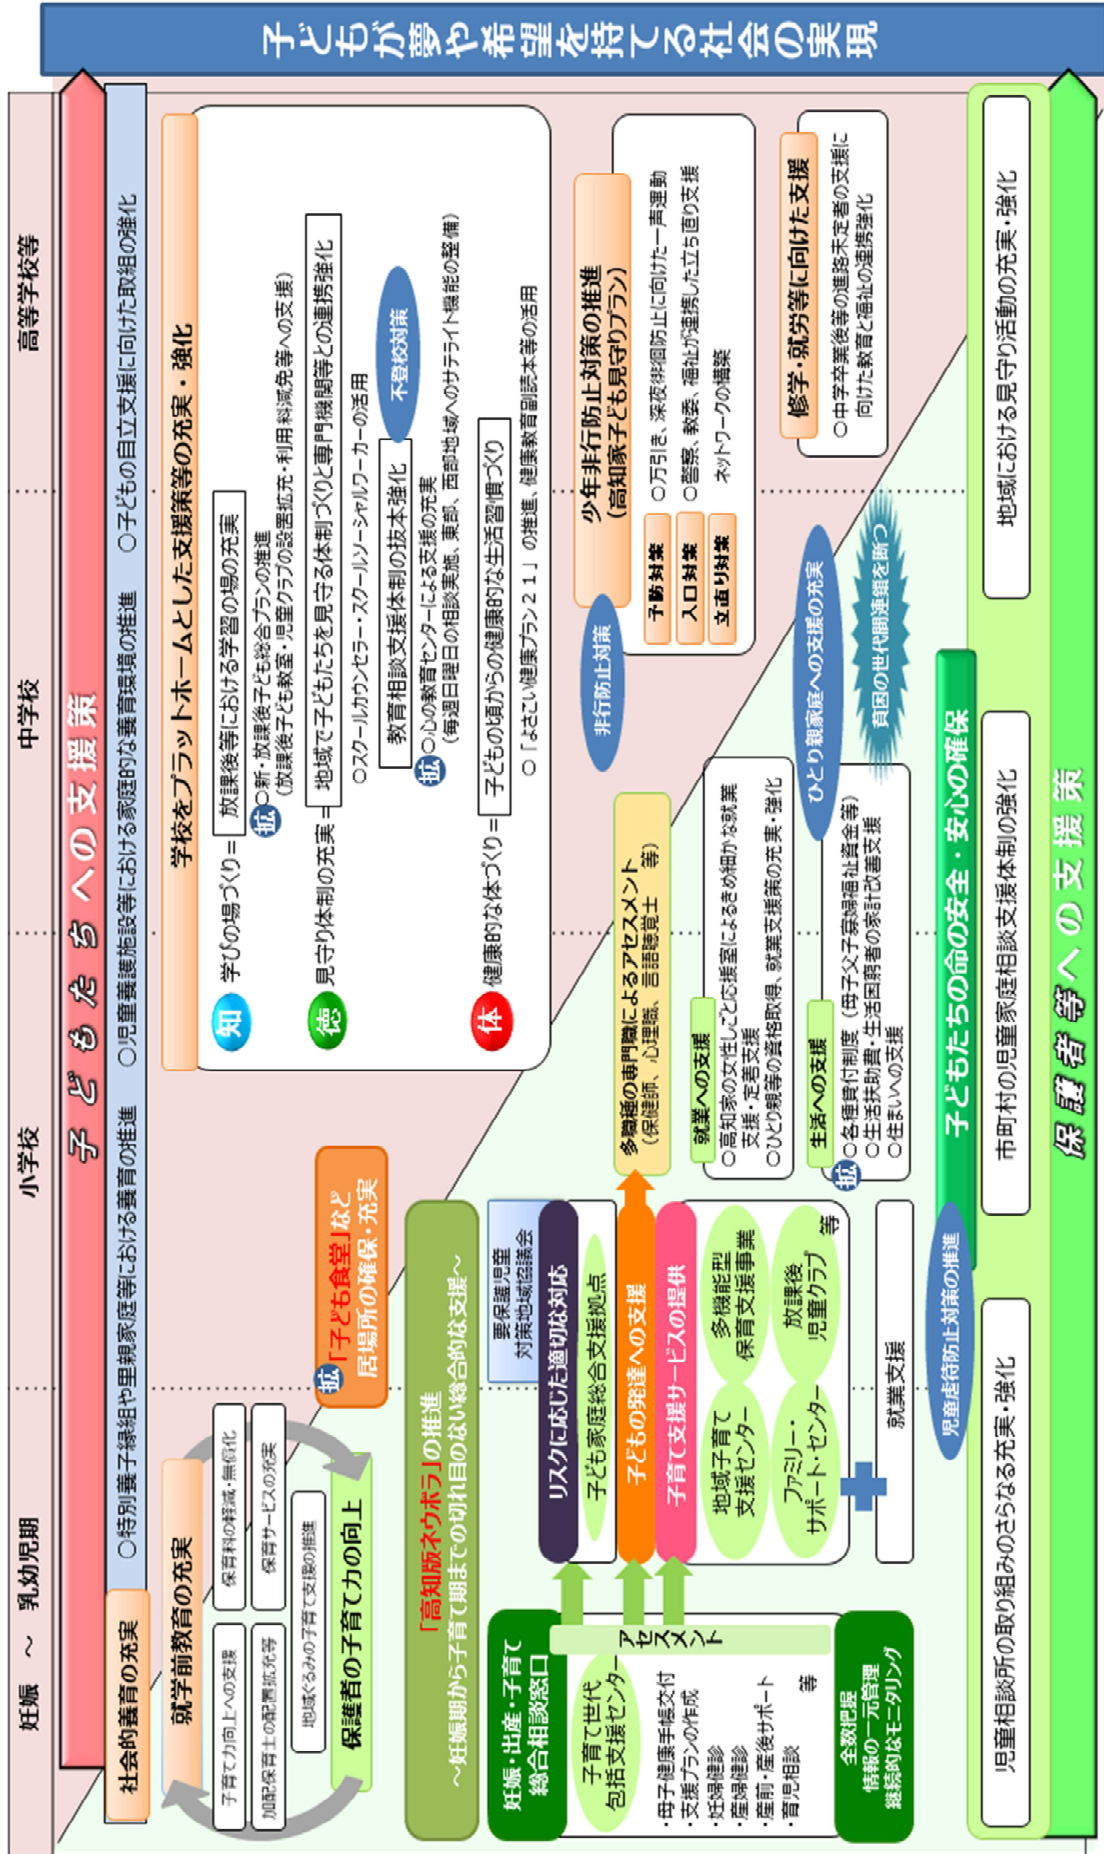 子どもが夢や希望を持てる社会の実現
妊娠 ～ 乳幼児期
小学校
中学校
高等学校等
子どもたちへの支援策
社会的養育の充実
○特別養子縁組や里親家庭等における養育の推進
○児童養護施設等における家庭的な養育環境の推進
○子どもの自立支援に向けた取組の強化
就学前教育の充実
子育て力向上への支援
保育料の軽減・無償化
加配保育士の配置拡充等
保育サービスの充実
地域ぐるみの子育て支援の推進
保護者の子育て力の向上
拡
「子ども食堂」など
居場所の確保・充実
学校をプラットホームとした支援策等の充実・強化
知
学びの場づくり＝
放課後等における学習の場の充実
拡
○新・放課後子ども総合プランの推進
（放課後子ども教室・児童クラブの設置拡充・利用料減免等への支援）
徳
見守り体制の充実＝
地域で子どもたちを見守る体制づくりと専門機関等との連携強化
○スクールカウンセラー・スクールソーシャルワーカーの活用
教育相談支援体制の抜本強化
不登校対策
拡
○心の教育センターによる支援の充実
（毎週日曜日の相談実施、東部、西部地域へのサテライト機能の整備）
体
健康的な体づくり＝
子どもの頃からの健康的な生活習慣づくり
○「よさこい健康プラン２１」の推進、健康教育副読本等の活用
「高知版ネウボラ」の推進
～妊娠期から子育て期までの切れ目のない総合的な支援～
妊娠・出産・子育て
総合相談窓口
子育て世代
包括支援センター
・母子健康手帳交付
・支援プランの作成
・妊婦健診
・産婦健診
・産前・産後サポート
・育児相談
等
アセスメント
全数把握
情報の一元管理
継続的なモニタリング
要保護児童
対策地域協議会
リスクに応じた適切な対応
子ども家庭総合支援拠点
子どもの発達への支援
子育て支援サービスの提供
地域子育て
支援センター
多機能型
保育支援事業
ファミリー・
サポート・センター
放課後
児童クラブ
等
就業支援
多職種の専門職によるアセスメント
（保健師、心理職、言語聴覚士　等）
非行防止対策
少年非行防止対策の推進
（高知家子ども見守りプラン）
予防対策
○万引き、深夜徘徊防止に向けた一声運動
入口対策
○警察、教委、福祉が連携した立ち直り支援
立直り対策
ネットワークの構築
就業への支援
○高知家の女性しごと応援室によるきめ細かな就業
支援・定着支援
○ひとり親等の資格取得、就業支援策の充実・強化
生活への支援
拡
○各種貸付制度（母子父子寡婦福祉資金等）
○生活扶助費・生活困窮者の家計改善支援
○住まいへの支援
ひとり親家庭への支援の充実
貧困の世代間連鎖を断つ
修学・就労等に向けた支援
○中学卒業後等の進路未定者の支援に
向けた教育と福祉の連携強化
児童虐待防止対策の推進
子どもたちの命の安全・安心の確保
児童相談所の取り組みのさらなる充実・強化
市町村の児童家庭相談支援体制の強化
地域における見守り活動の充実・強化
保護者等への支援策